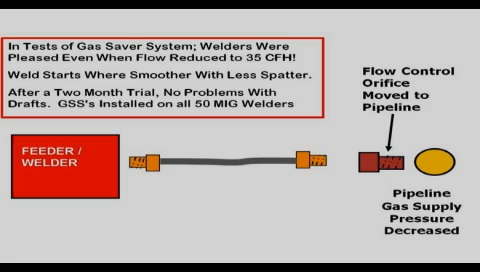 In Tests of Gas Saver System; Welders Were
Pleased Even When Flow Reduced to 35 CFH!
Weld Starts Where Smoother With Less Spatter.
After a Two Month Trial, No Problems With
Drafts. GSS's Installed on all 50 MIG Welders
Flow Control
Orifice
Moved to
Pipeline
FEEDER /
WELDER
Pipeline
Gas Supply
Pressure
Decreased